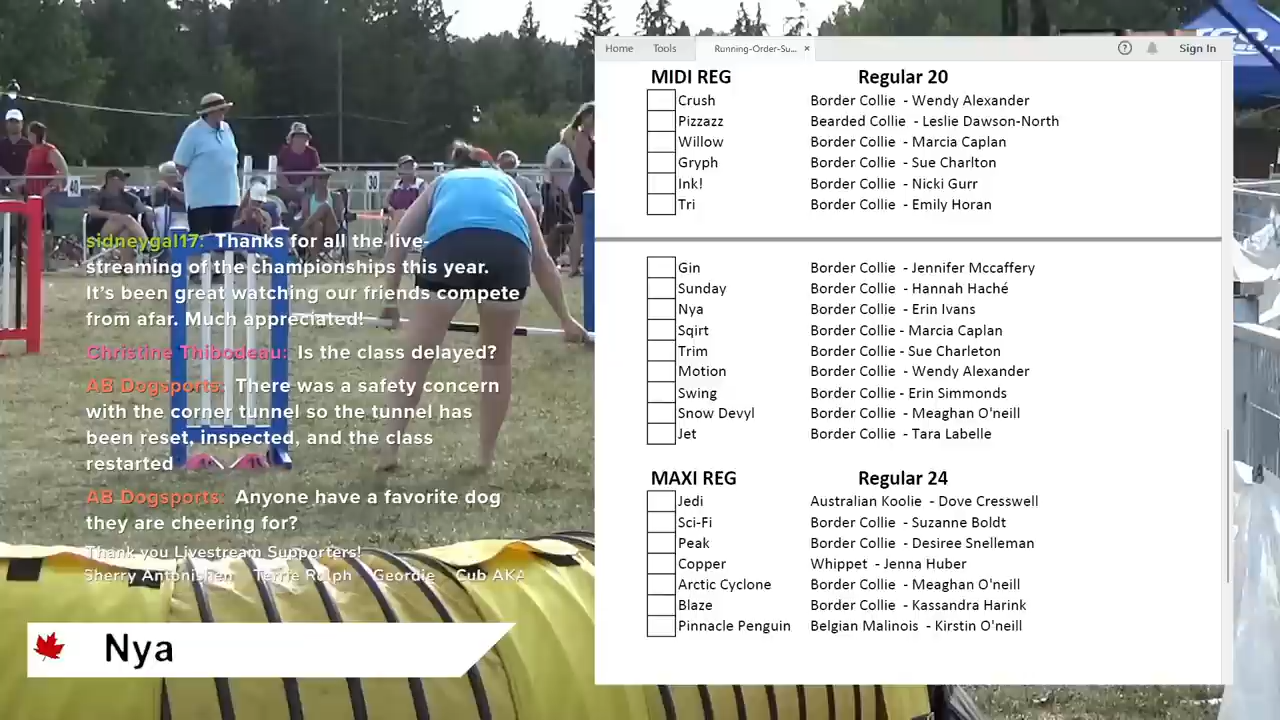 Home Tools Running-Order-Su... × Sign In
MIDI REG Regular 20
Crush Border Collie - Wendy Alexander
Pizzazz Bearded Collie - Leslie Dawson-North
Willow Border Collie - Marcia Caplan
Gryph Border Collie - Sue Charlton
Ink! Border Collie - Nicki Gurr
Tri Border Collie - Emily Horan
Gin Border Collie - Jennifer Mccaffery
Sunday Border Collie - Hannah Haché
Nya Border Collie - Erin Ivans
Sqirt Border Collie - Marcia Caplan
Trim Border Collie - Sue Charleton
Motion Border Collie - Wendy Alexander
Swing Border Collie - Erin Simmonds
Snow Devyl Border Collie - Meaghan O'neill
Jet Border Collie - Tara Labelle
MAXI REG Regular 24
Jedi Australian Koolie - Dove Cresswell
Sci-Fi Border Collie - Suzanne Boldt
Peak Border Collie - Desiree Snelleman
Copper Whippet - Jenna Huber
Arctic Cyclone Border Collie - Meaghan O'neill
Blaze Border Collie - Kassandra Harink
Pinnacle Penguin Belgian Malinois - Kirstin O'neill
40
30
sidneygal17: Thanks for all the live-
streaming of the championships this year.
It's been great watching our friends compete
from afar. Much appreciated!
Christine Thibodeau: Is the class delayed?
AB Dogsports: There was a safety concern
with the corner tunnel so the tunnel has
been reset, inspected, and the class
restarted
AB Dogsports: Anyone have a favorite dog
they are cheering for?
Thank you Livestream Supporters!
Sherry Antonishen Terrie Ralph Geordie Cub AKA
Nya